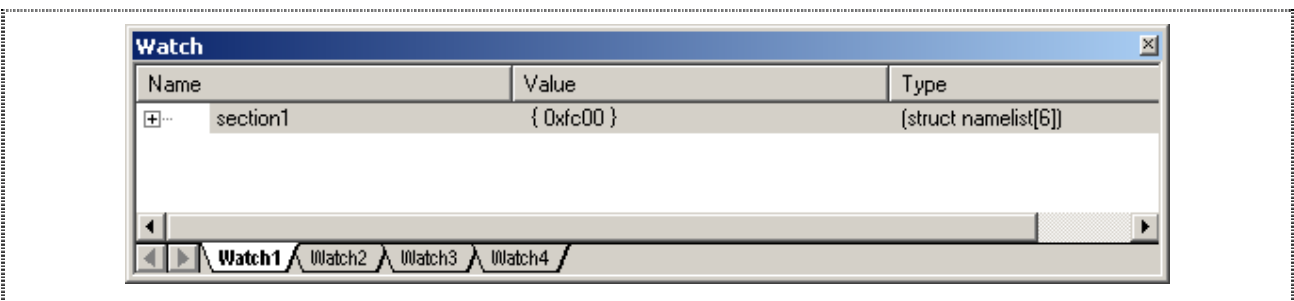 Watch
Name Value Type
section1 { 0xfc00 } (struct namelist[6])
Watch1 Watch2 Watch3 Watch4